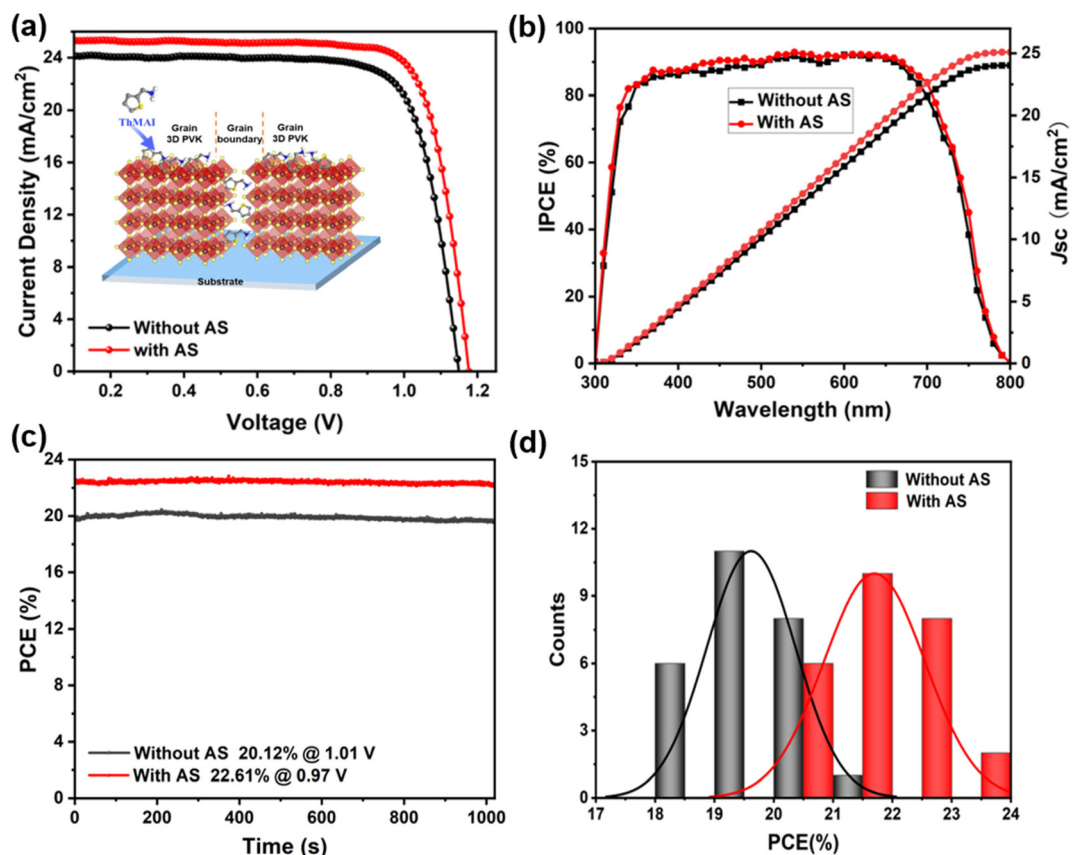 (a)
Current Density (mA/cm²)
26
24
20
16
12
8
4
0
ThMAI
Grain
3D PVK
Grain
boundary
Grain
3D PVK
Substrate
Without AS
with AS
0.2 0.4 0.6 0.8 1.0 1.2
Voltage (V)
(b)
IPCE (%)
100
80
60
40
20
0
Without AS
With AS
25
20
15
10
5
0
Jsc (mA/cm²)
300 400 500 600 700 800
Wavelength (nm)
(c)
PCE (%)
24
20
16
12
8
4
0
Without AS 20.12% @ 1.01 V
With AS 22.61% @ 0.97 V
0 200 400 600 800 1000
Time (s)
(d)
Counts
15
12
9
6
3
0
Without AS
With AS
17 18 19 20 21 22 23 24
PCE(%)